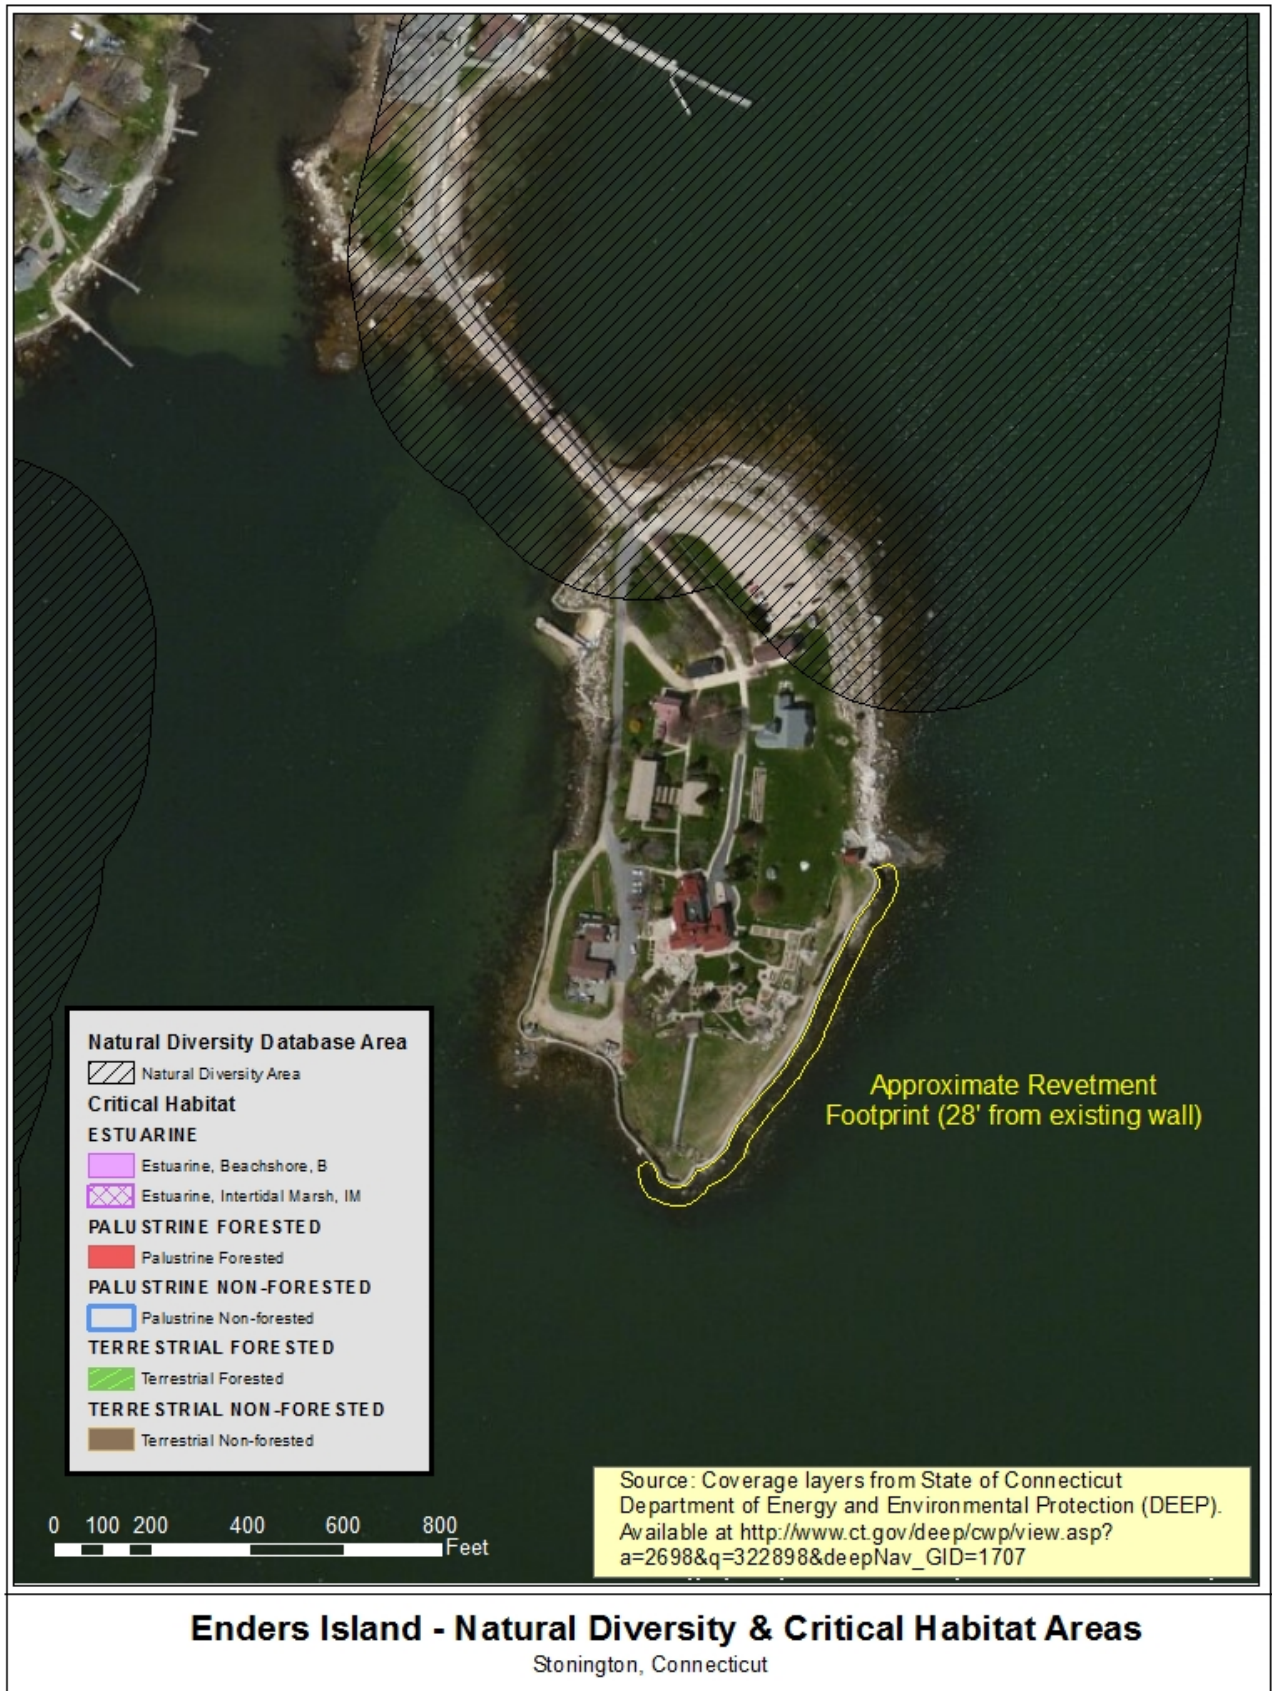 Approximate Revetment
Footprint (28' from existing wall)
Natural Diversity Database Area
Natural Diversity Area
Critical Habitat
ESTUARINE
Estuarine, Beachshore, B
Estuarine, Intertidal Marsh, IM
PALUSTRINE FORESTED
Palustrine Forested
PALUSTRINE NON-FORESTED
Palustrine Non-forested
TERRESTRIAL FORESTED
Terrestrial Forested
TERRESTRIAL NON-FORESTED
Terrestrial Non-forested
0 100 200 400 600 800
Feet
Source: Coverage layers from State of Connecticut
Department of Energy and Environmental Protection (DEEP).
Available at http://www.ct.gov/deep/cwp/view.asp?
a=2698&q=322898&deepNav_GID=1707
Enders Island - Natural Diversity & Critical Habitat Areas
Stonington, Connecticut